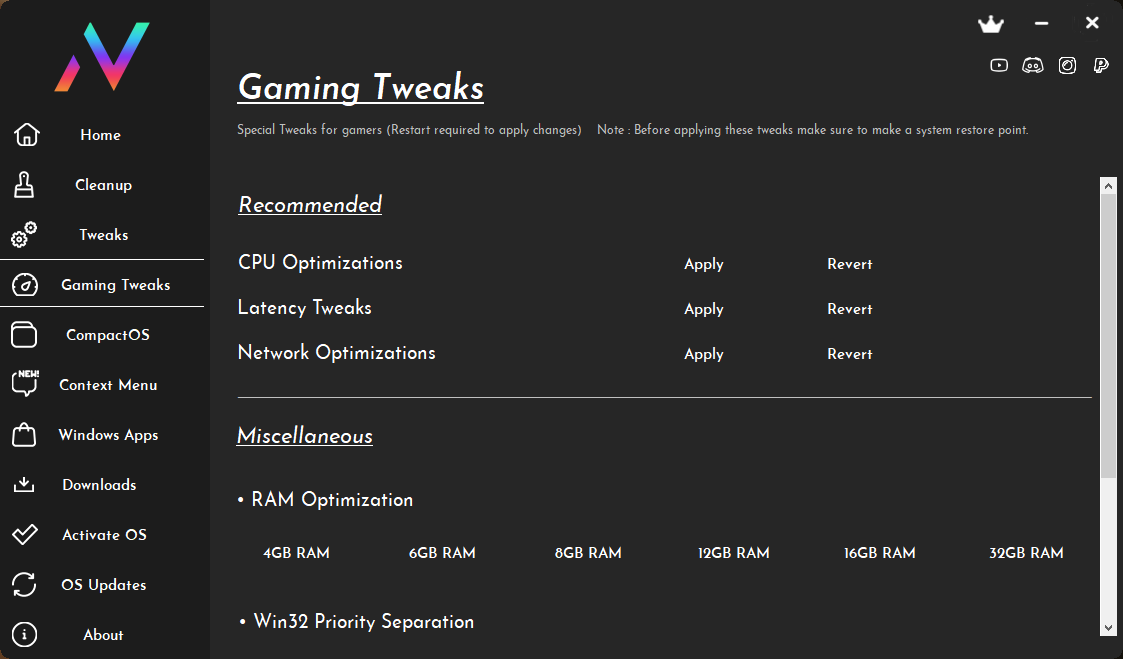 Home
Cleanup
Tweaks
Gaming Tweaks
CompactOS
NEW!
Context Menu
Windows Apps
Downloads
Activate OS
OS Updates
About
Gaming Tweaks
Special Tweaks for gamers (Restart required to apply changes) Note : Before applying these tweaks make sure to make a system restore point.
Recommended
CPU Optimizations Apply Revert
Latency Tweaks Apply Revert
Network Optimizations Apply Revert
Miscellaneous
• RAM Optimization
4GB RAM 6GB RAM 8GB RAM 12GB RAM 16GB RAM 32GB RAM
• Win32 Priority Separation